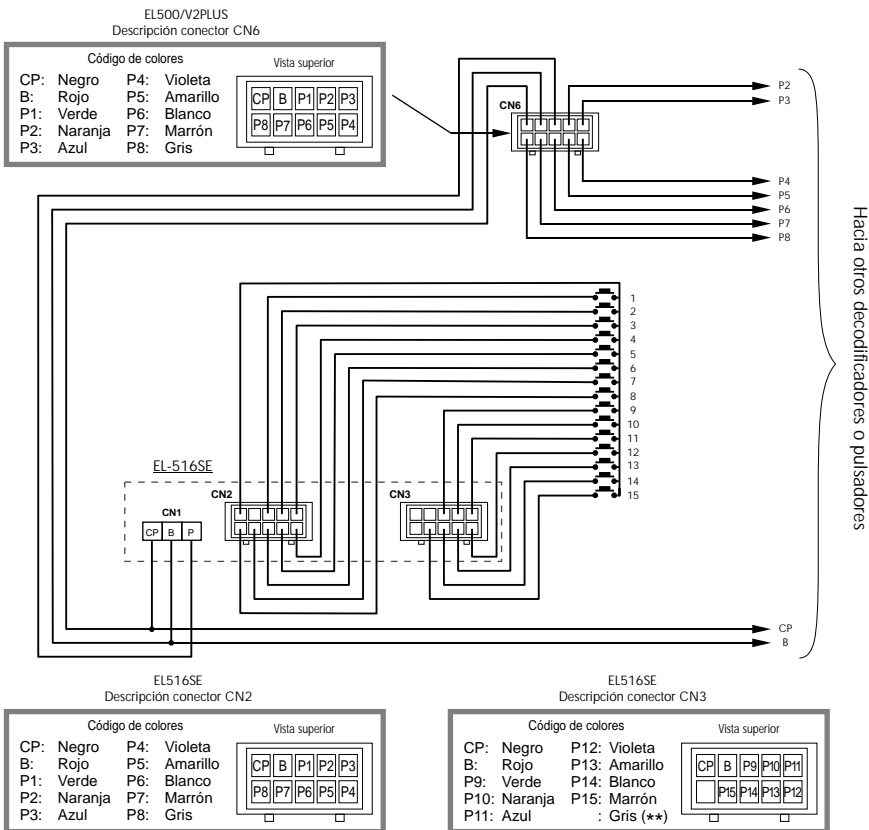 EL500/V2PLUS
Descripción conector CN6
Código de colores
CP: Negro P4: Violeta
B: Rojo P5: Amarillo
P1: Verde P6: Blanco
P2: Naranja P7: Marrón
P3: Azul P8: Gris
Vista superior
CP B P1 P2 P3
P8 P7 P6 P5 P4
CN6
P2
P3
P4
P5
P6
P7
P8
Hacia otros decodificadores o pulsadores
1
2
3
4
5
6
7
8
9
10
11
12
13
14
15
EL-516SE
CN1
CP B P
CN2
CN3
CP
B
EL516SE
Descripción conector CN2
Código de colores
CP: Negro P4: Violeta
B: Rojo P5: Amarillo
P1: Verde P6: Blanco
P2: Naranja P7: Marrón
P3: Azul P8: Gris
Vista superior
CP B P1 P2 P3
P8 P7 P6 P5 P4
EL516SE
Descripción conector CN3
Código de colores
CP: Negro P12: Violeta
B: Rojo P13: Amarillo
P9: Verde P14: Blanco
P10: Naranja P15: Marrón
P11: Azul : Gris (**)
Vista superior
CP B P9 P10 P11
P15 P14 P13 P12